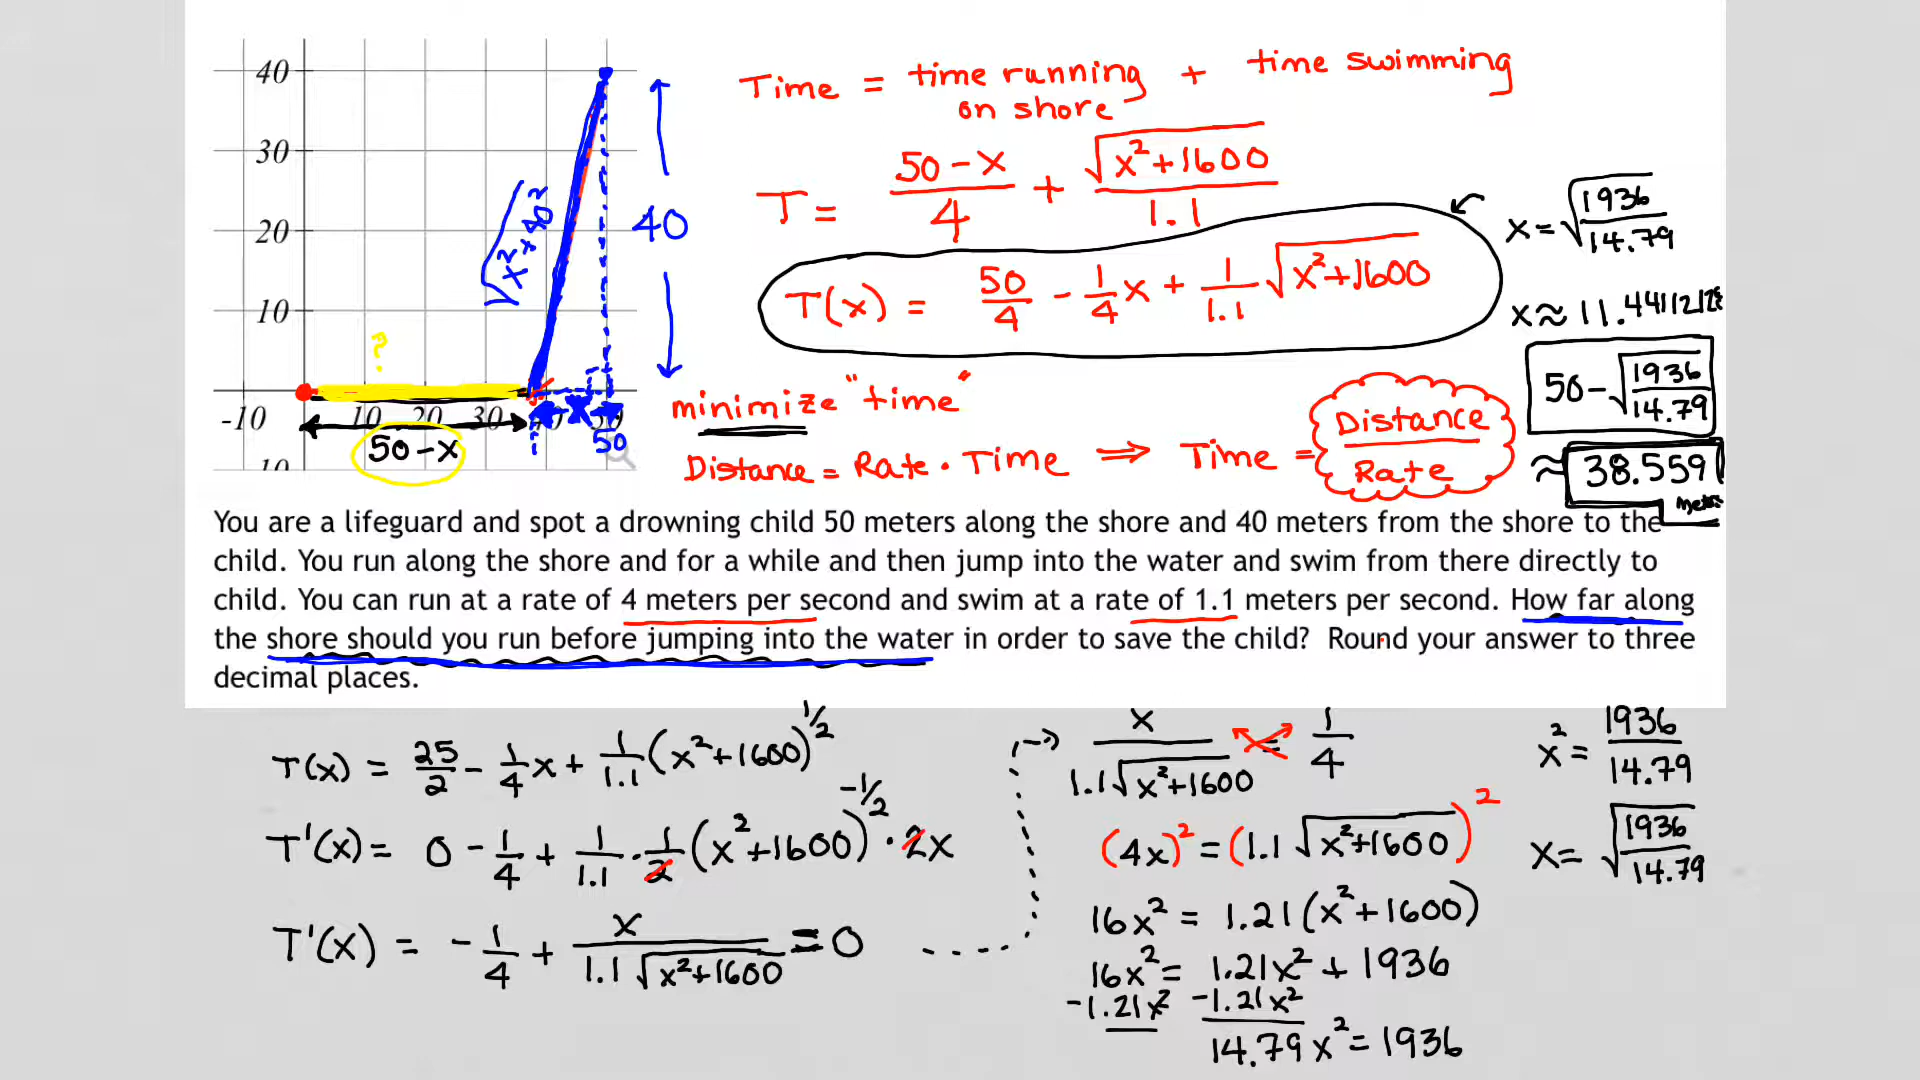 40
30
20
10
-10 10 20 30 40 50
10
?
√x²+40²
40
x
50
50-x
Time = time running on shore + time swimming
T = (50-x)/4 + √(x²+1600)/1.1
T(x) = 50/4 - 1/4 x + 1/1.1 √(x²+1600)
minimize "time"
Distance = Rate · Time ⇒ Time = Distance/Rate
x = √(1936/14.79)
x ≈ 11.4411212
50 - √(1936/14.79)
≈ 38.559
meters
You are a lifeguard and spot a drowning child 50 meters along the shore and 40 meters from the shore to the
child. You run along the shore and for a while and then jump into the water and swim from there directly to
child. You can run at a rate of 4 meters per second and swim at a rate of 1.1 meters per second. How far along
the shore should you run before jumping into the water in order to save the child? Round your answer to three
decimal places.
T(x) = 25/2 - 1/4 x + 1/1.1 (x²+1600)^1/2
T'(x) = 0 - 1/4 + 1/1.1 · 1/2 (x²+1600)^-1/2 · 2x
T'(x) = - 1/4 + x/(1.1√(x²+1600)) = 0
x/(1.1√(x²+1600)) = 1/4
(4x)² = (1.1√(x²+1600))²
16x² = 1.21(x²+1600)
16x² = 1.21x² + 1936
-1.21x² -1.21x²
14.79x² = 1936
x² = 1936/14.79
x = √(1936/14.79)